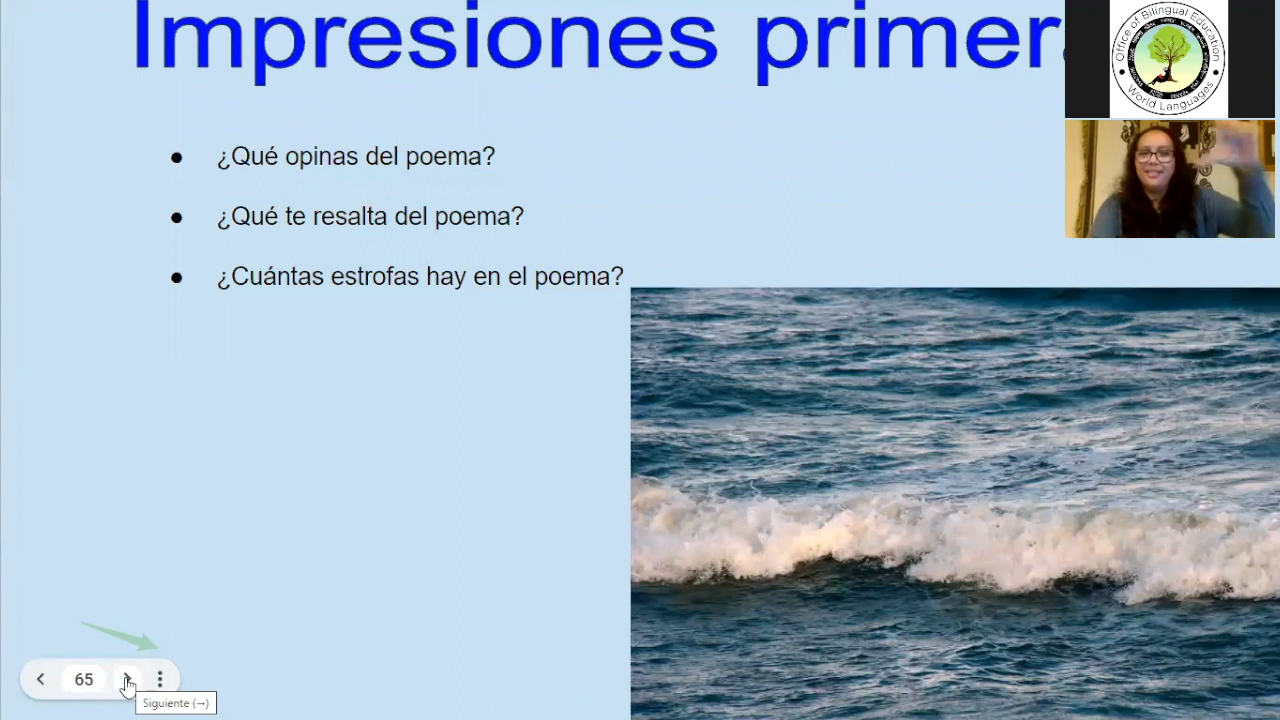 Impresiones primera
¿Qué opinas del poema?
¿Qué te resalta del poema?
¿Cuántas estrofas hay en el poema?
Office of Bilingual Education
World Languages
65
Siguiente (→)